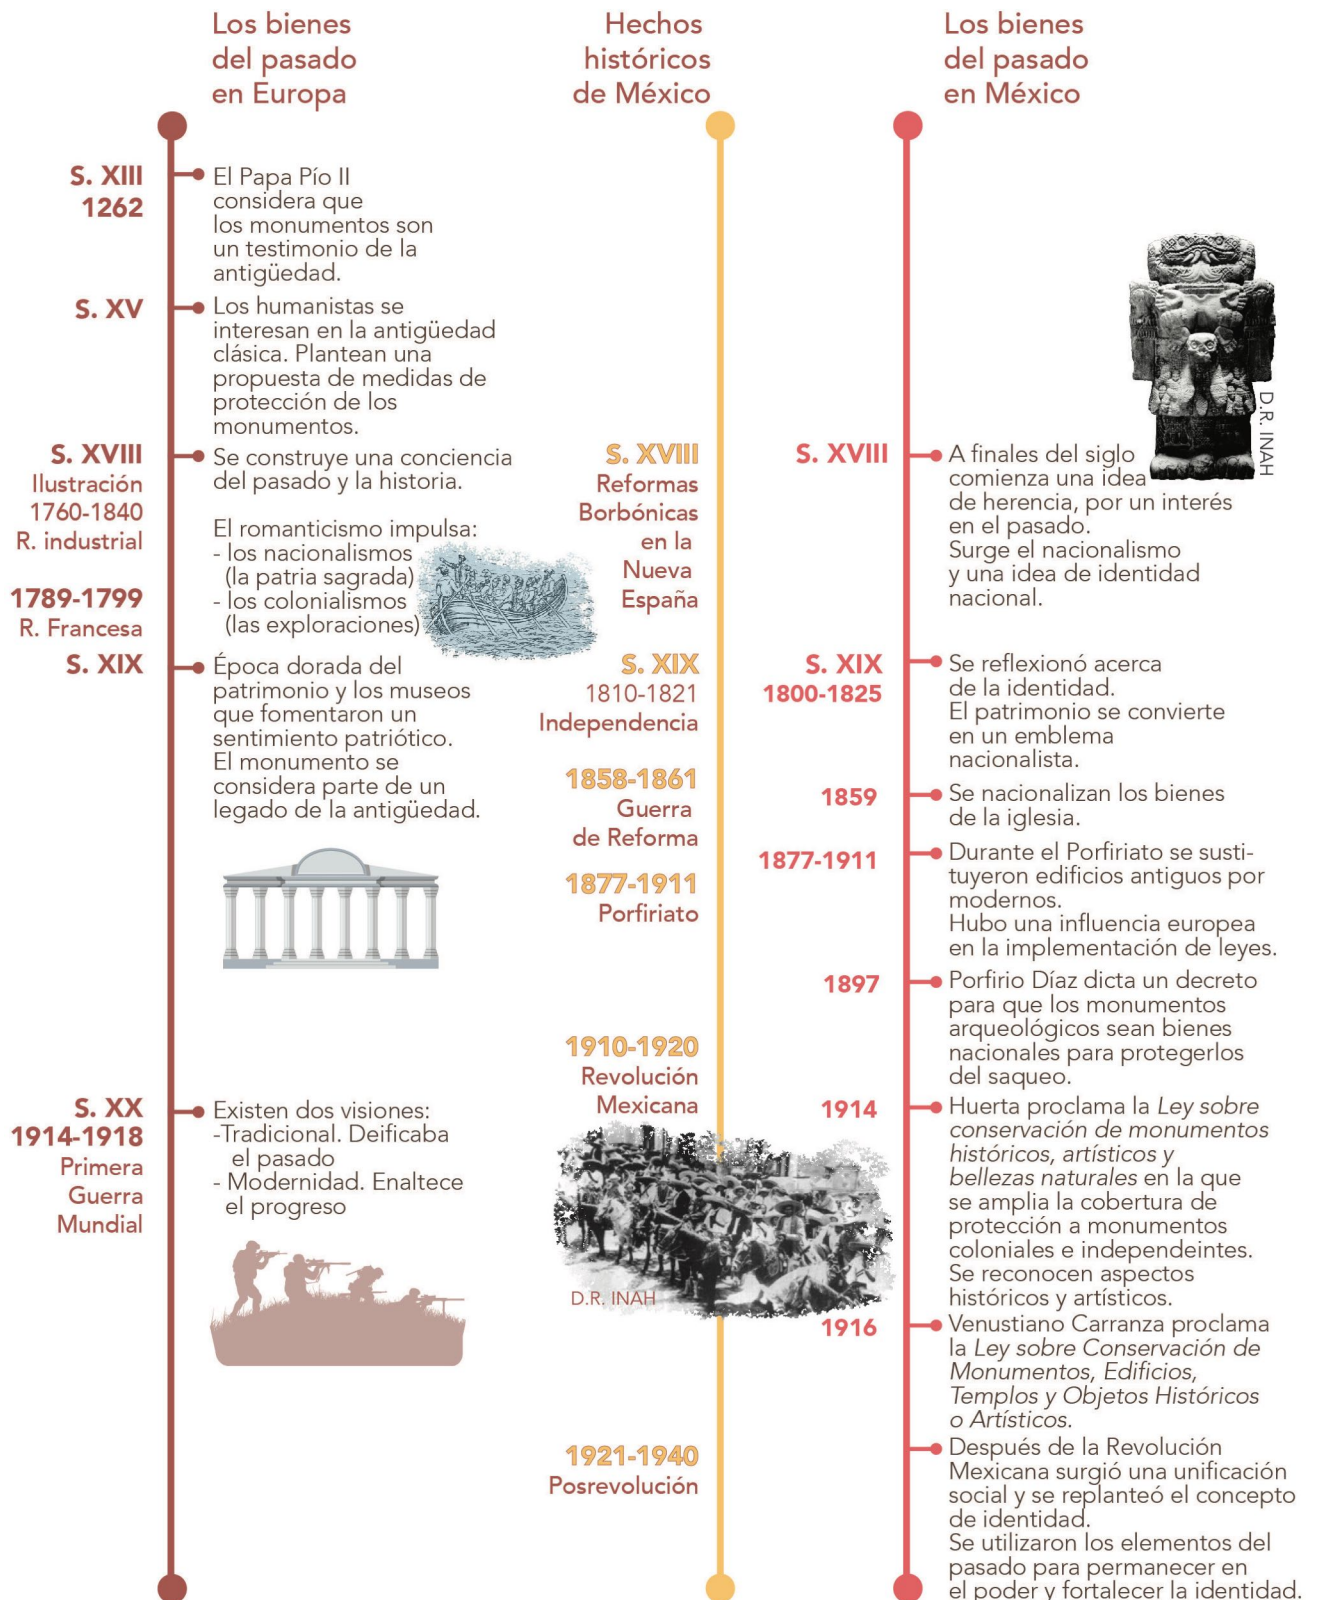 Los bienes
del pasado
en Europa
S. XIII
1262
El Papa Pío II
considera que
los monumentos son
un testimonio de la
antigüedad.
S. XV
Los humanistas se
interesan en la antigüedad
clásica. Plantean una
propuesta de medidas de
protección de los
monumentos.
S. XVIII
Ilustración
1760-1840
R. industrial
1789-1799
R. Francesa
Se construye una conciencia
del pasado y la historia.
El romanticismo impulsa:
- los nacionalismos
(la patria sagrada)
- los colonialismos
(las exploraciones)
S. XIX
Época dorada del
patrimonio y los museos
que fomentaron un
sentimiento patriótico.
El monumento se
considera parte de un
legado de la antigüedad.
S. XX
1914-1918
Primera
Guerra
Mundial
Existen dos visiones:
-Tradicional. Deificaba
el pasado
- Modernidad. Enaltece
el progreso
Hechos
históricos
de México
S. XVIII
Reformas
Borbónicas
en la
Nueva
España
S. XIX
1810-1821
Independencia
1858-1861
Guerra
de Reforma
1877-1911
Porfiriato
1910-1920
Revolución
Mexicana
D.R. INAH
1921-1940
Posrevolución
Los bienes
del pasado
en México
D.R. INAH
S. XVIII
A finales del siglo
comienza una idea
de herencia, por un interés
en el pasado.
Surge el nacionalismo
y una idea de identidad
nacional.
S. XIX
1800-1825
Se reflexionó acerca
de la identidad.
El patrimonio se convierte
en un emblema
nacionalista.
1859
Se nacionalizan los bienes
de la iglesia.
1877-1911
Durante el Porfiriato se susti-
tuyeron edificios antiguos por
modernos.
Hubo una influencia europea
en la implementación de leyes.
1897
Porfirio Díaz dicta un decreto
para que los monumentos
arqueológicos sean bienes
nacionales para protegerlos
del saqueo.
1914
Huerta proclama la Ley sobre
conservación de monumentos
históricos, artísticos y
bellezas naturales en la que
se amplia la cobertura de
protección a monumentos
coloniales e independeintes.
Se reconocen aspectos
históricos y artísticos.
1916
Venustiano Carranza proclama
la Ley sobre Conservación de
Monumentos, Edificios,
Templos y Objetos Históricos
o Artísticos.
Después de la Revolución
Mexicana surgió una unificación
social y se replanteó el concepto
de identidad.
Se utilizaron los elementos del
pasado para permanecer en
el poder y fortalecer la identidad.